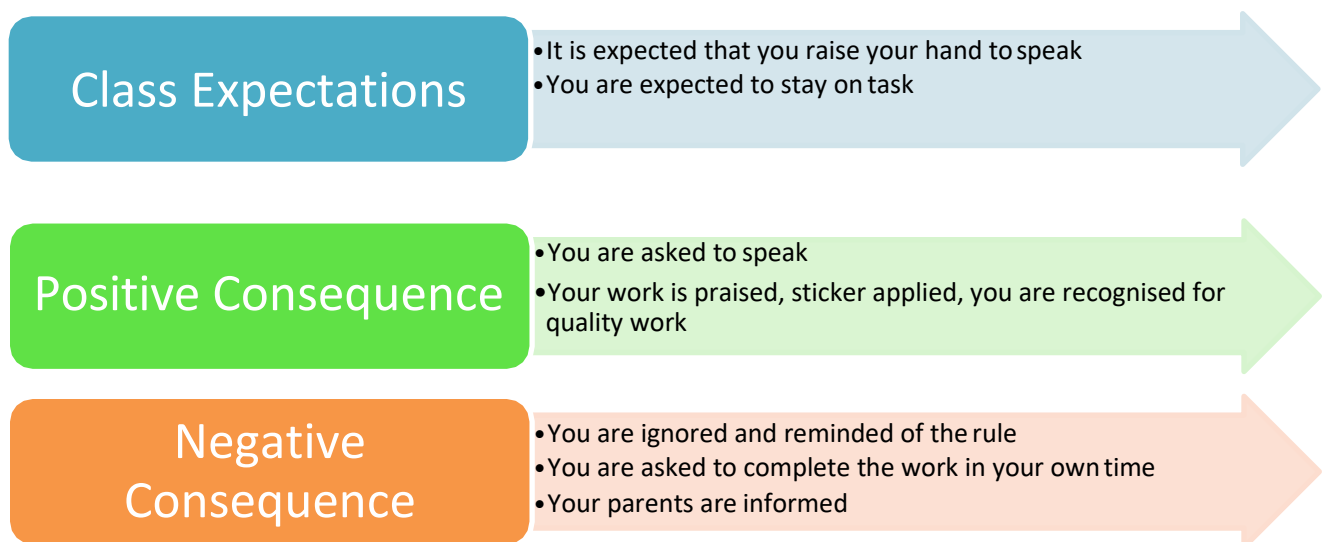 Class Expectations
•It is expected that you raise your hand to speak
•You are expected to stay on task
Positive Consequence
•You are asked to speak
•Your work is praised, sticker applied, you are recognised for
quality work
Negative
Consequence
•You are ignored and reminded of the rule
•You are asked to complete the work in your own time
•Your parents are informed